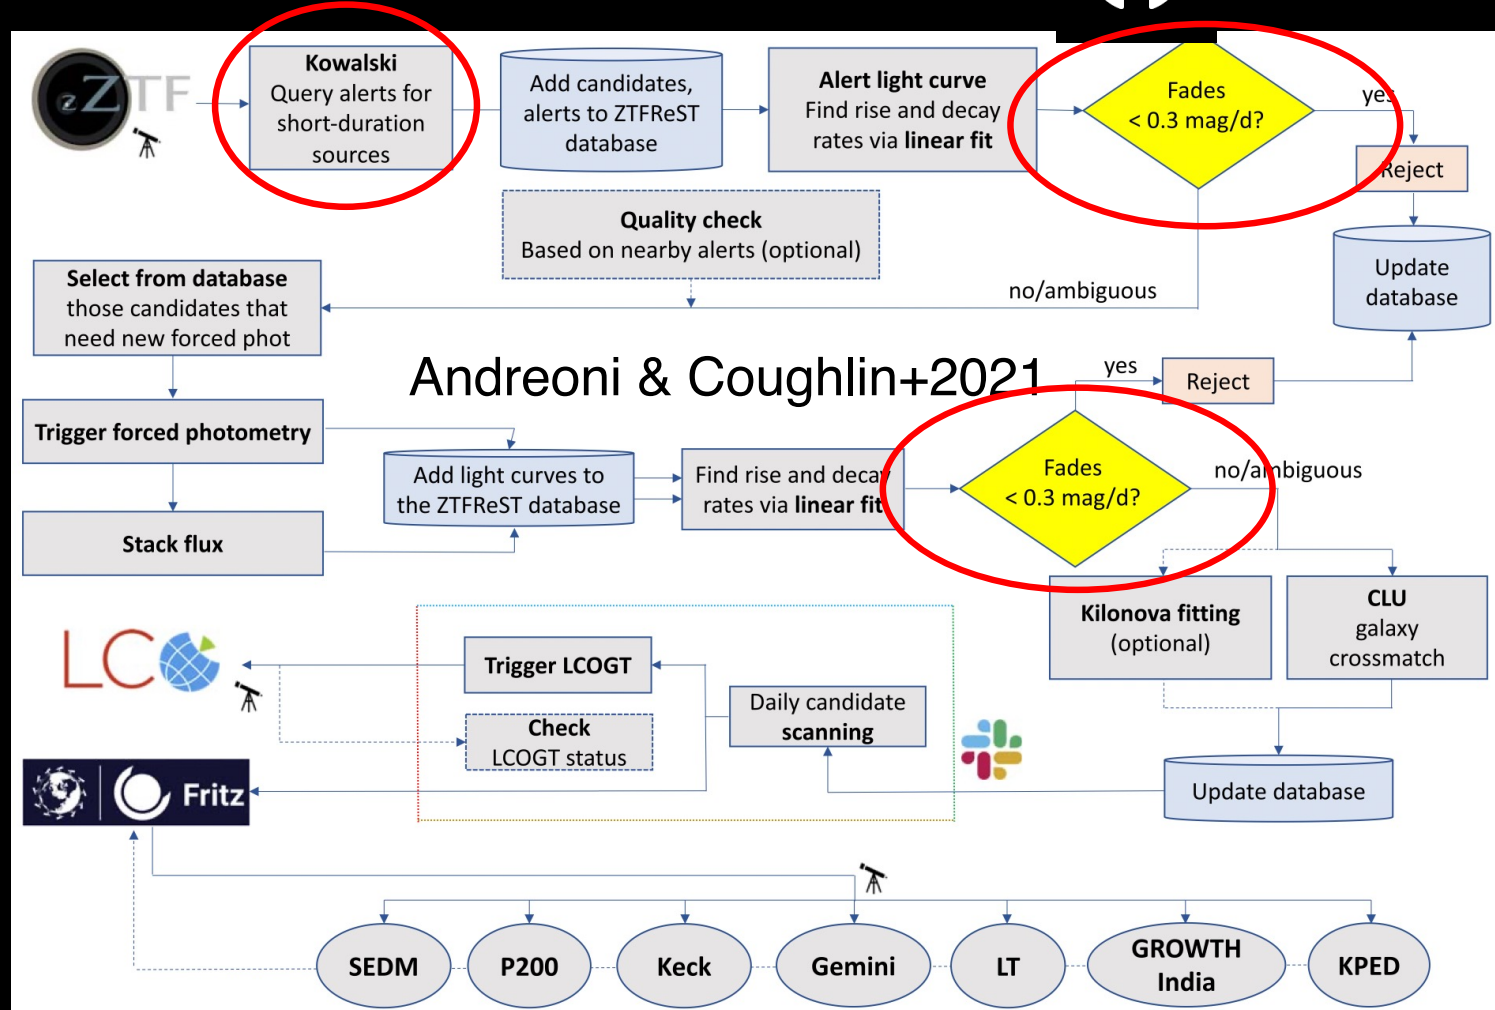 ZTF
Kowalski
Query alerts for
short-duration
sources
Add candidates,
alerts to ZTFReST
database
Alert light curve
Find rise and decay
rates via linear fit
Fades
< 0.3 mag/d?
yes
Reject
Update
database
Quality check
Based on nearby alerts (optional)
no/ambiguous
Select from database
those candidates that
need new forced phot
Andreoni & Coughlin+2021
yes
Reject
Trigger forced photometry
Add light curves to
the ZTFReST database
Find rise and decay
rates via linear fit
Fades
< 0.3 mag/d?
no/ambiguous
Stack flux
Kilonova fitting
(optional)
CLU
galaxy
crossmatch
LCO
Trigger LCOGT
Check
LCOGT status
Daily candidate
scanning
Update database
Fritz
SEDM
P200
Keck
Gemini
LT
GROWTH
India
KPED